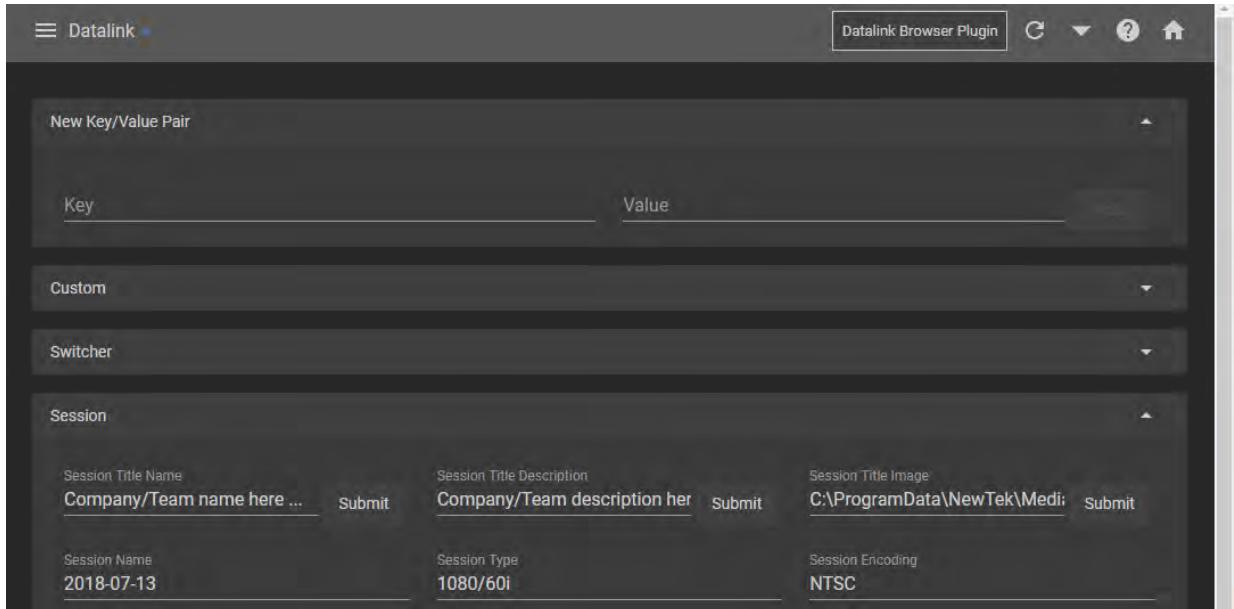 Datalink
Datalink Browser Plugin
New Key/Value Pair
Key
Value
Custom
Switcher
Session
Session Title Name
Company/Team name here ...
Submit
Session Title Description
Company/Team description her
Submit
Session Title Image
C:\ProgramData\NewTek\Medi
Submit
Session Name
2018-07-13
Session Type
1080/60i
Session Encoding
NTSC